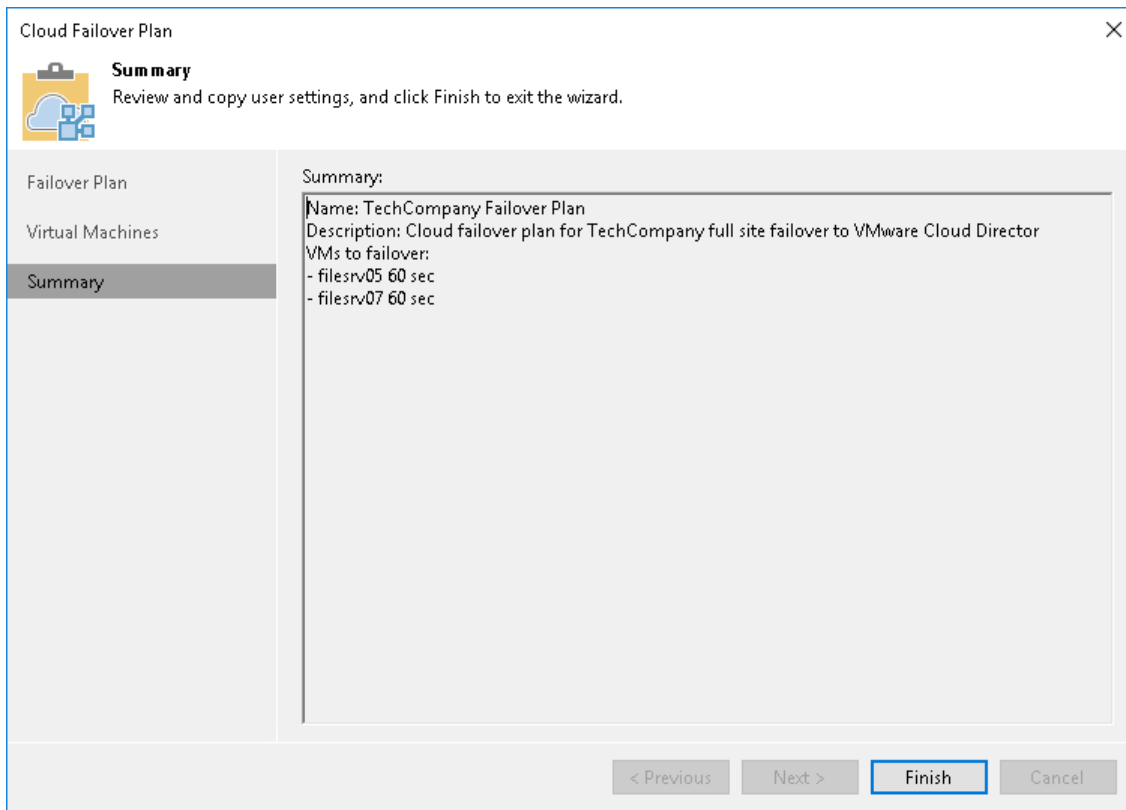 Cloud Failover Plan
Summary
Review and copy user settings, and click Finish to exit the wizard.
Failover Plan
Virtual Machines
Summary
Summary:
Name: TechCompany Failover Plan
Description: Cloud failover plan for TechCompany full site failover to VMware Cloud Director
VMs to failover:
- filesrv05 60 sec
- filesrv07 60 sec
< Previous
Next >
Finish
Cancel